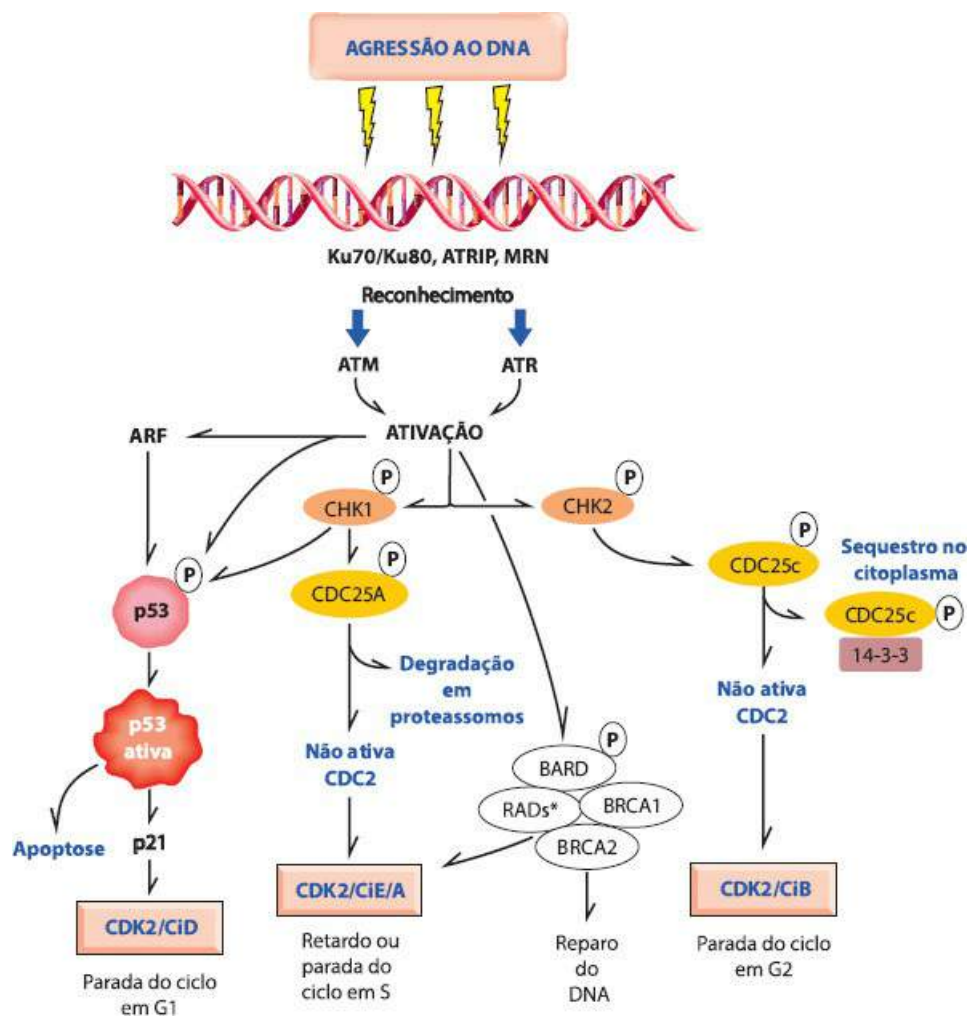 AGRESSÃO AO DNA
Ku70/Ku80, ATRIP, MRN
Reconhecimento
ATM
ATR
ATIVAÇÃO
ARF
P
CHK1
P
CHK2
P
p53
P
CDC25A
P
CDC25c
Sequestro no
citoplasma
CDC25c
P
14-3-3
p53
ativa
Degradação
em
proteassomos
Não ativa
CDC2
Não ativa
CDC2
P
BARD
RADs*
BRCA1
BRCA2
Apoptose
p21
CDK2/CiD
Parada do ciclo
em G1
CDK2/CiE/A
Retardo ou
parada do
ciclo em S
Reparo
do
DNA
CDK2/CiB
Parada do ciclo
em G2